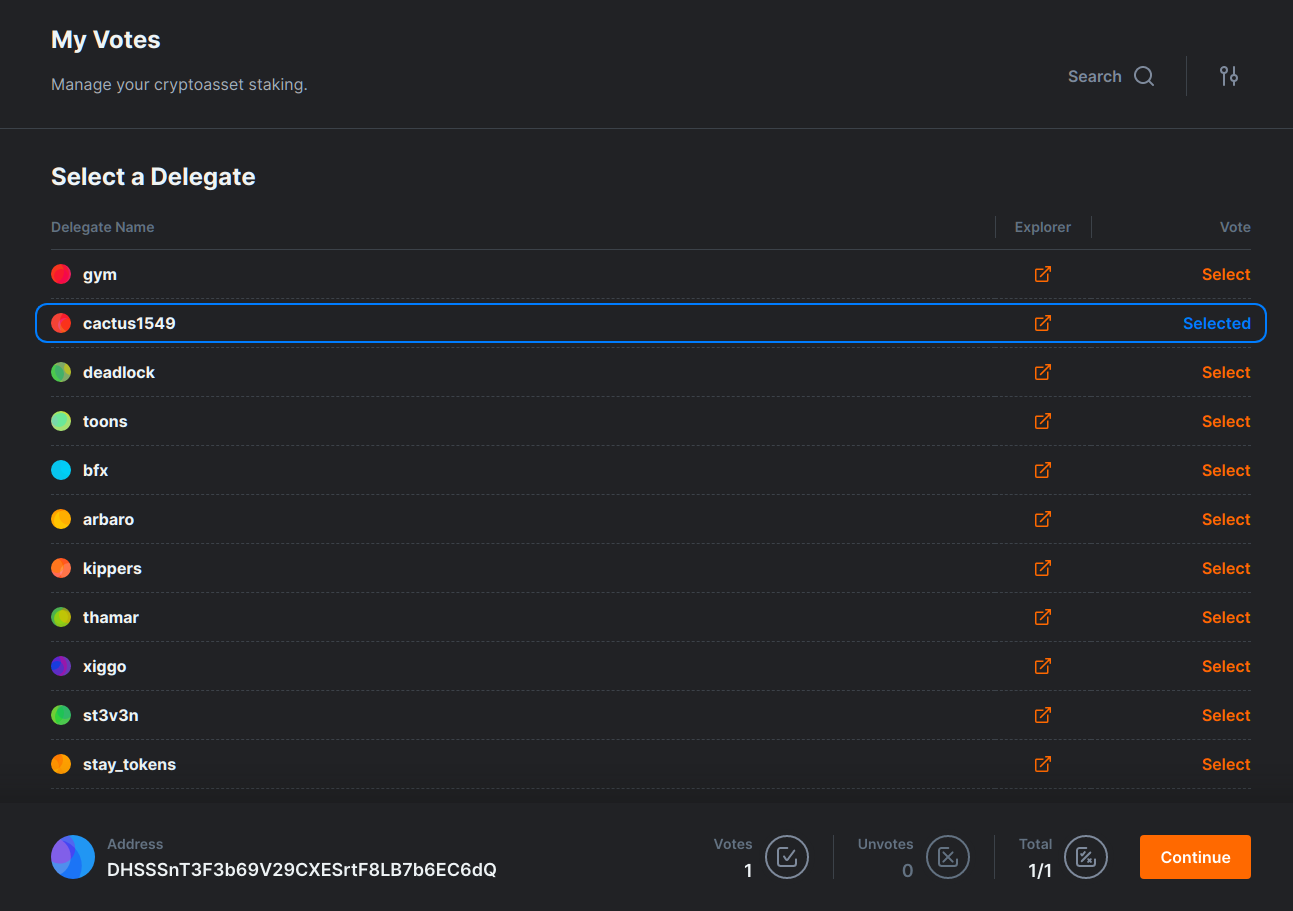 My Votes
Manage your cryptoasset staking.
Search
Select a Delegate
Delegate Name Explorer Vote
gym Select
cactus1549 Selected
deadlock Select
toons Select
bfx Select
arbaro Select
kippers Select
thamar Select
xiggo Select
st3v3n Select
stay_tokens Select
Address
DHSSSnT3F3b69V29CXESrtF8LB7b6EC6dQ
Votes
1
Unvotes
0
Total
1/1
Continue